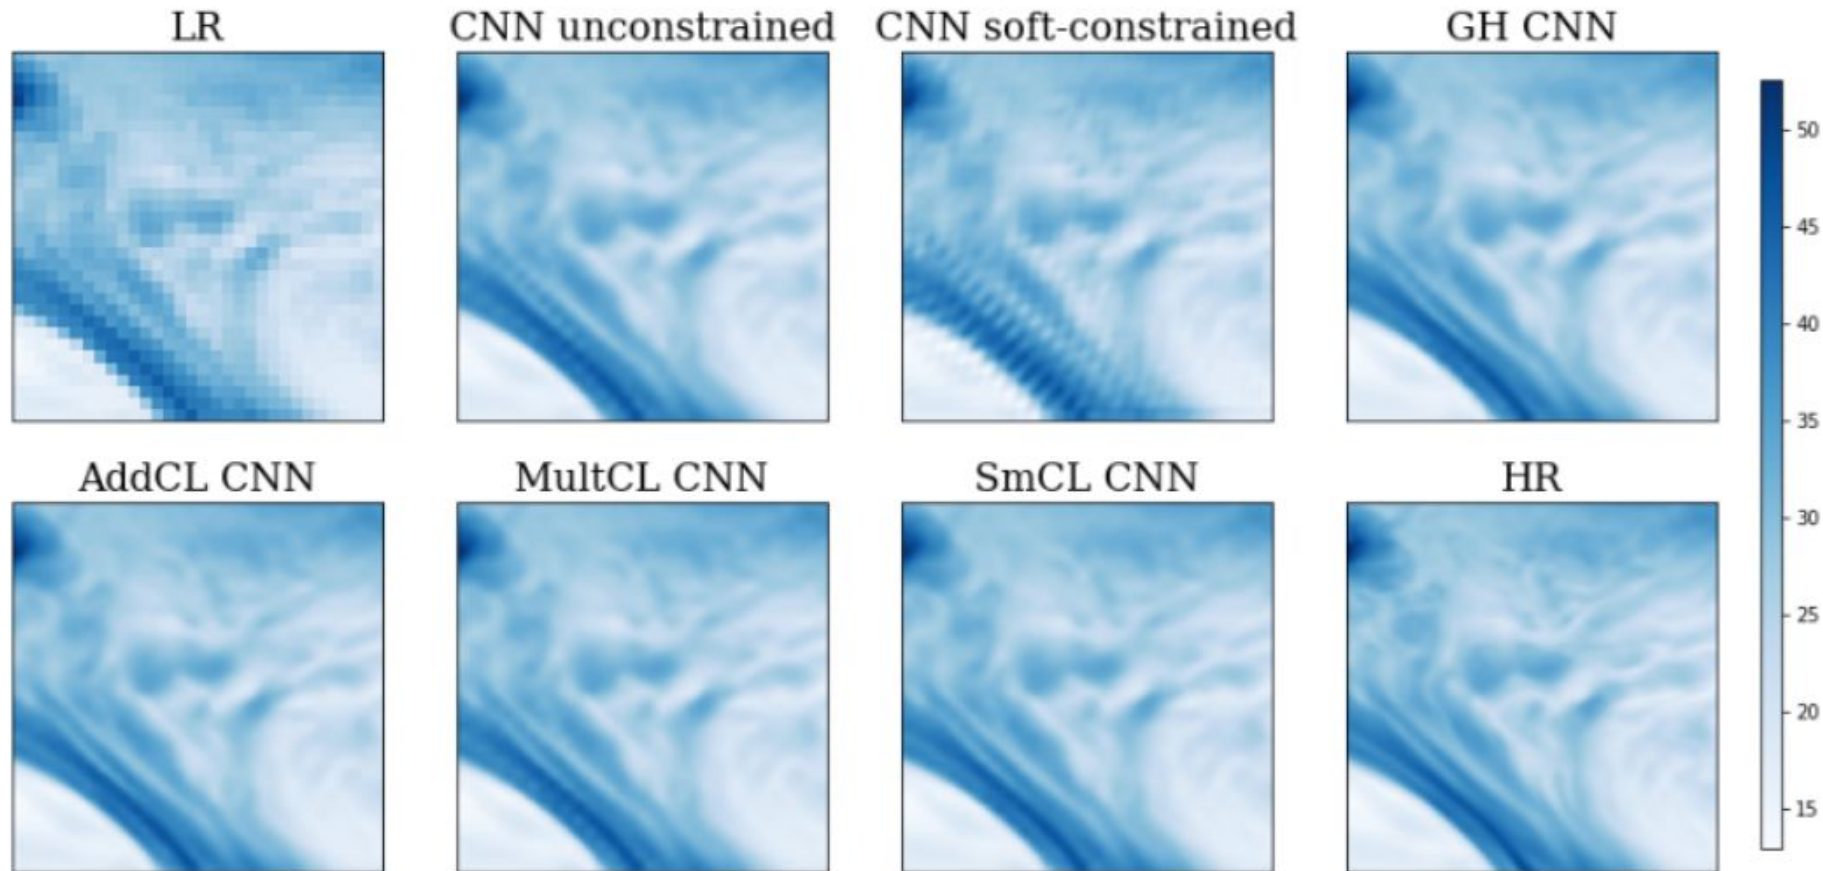 LR
CNN unconstrained
CNN soft-constrained
GH CNN
AddCL CNN
MultCL CNN
SmCL CNN
HR
50
45
40
35
30
25
20
15